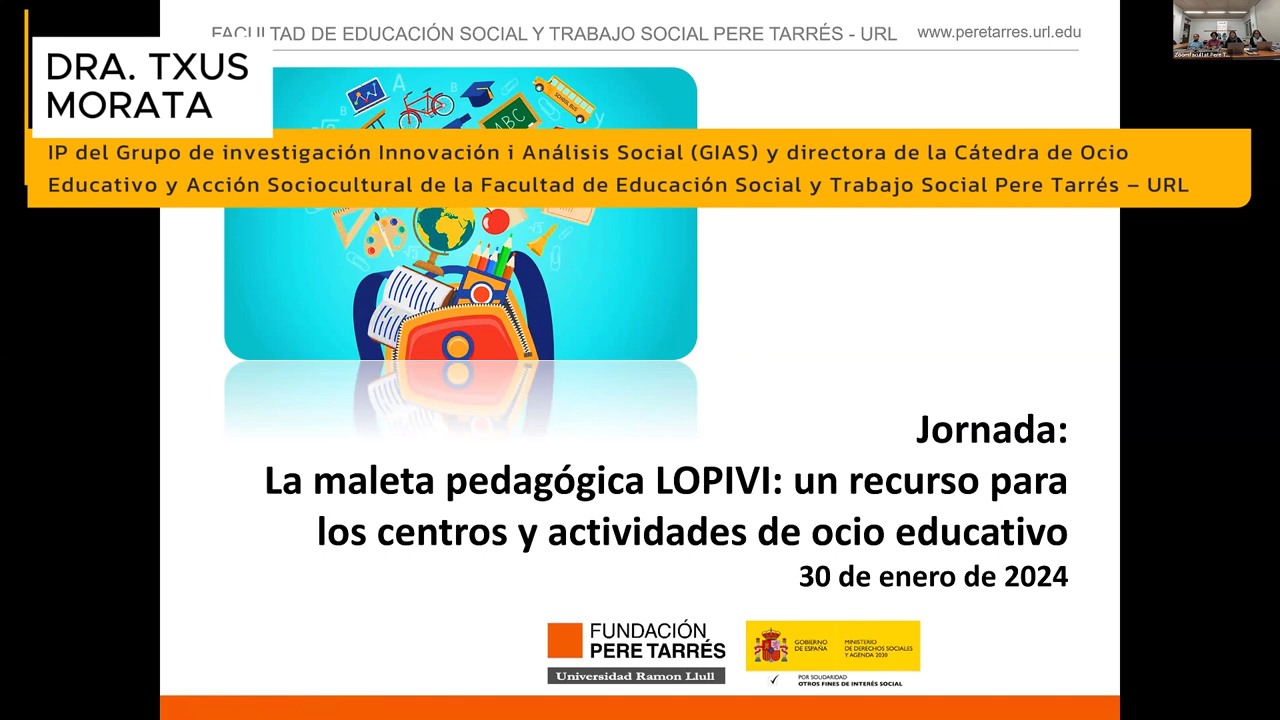 FACULTAD DE EDUCACIÓN SOCIAL Y TRABAJO SOCIAL PERE TARRÉS - URL
www.peretarres.url.edu
DRA. TXUS
MORATA
IP del Grupo de investigación Innovación i Análisis Social (GIAS) y directora de la Cátedra de Ocio
Educativo y Acción Sociocultural de la Facultad de Educación Social y Trabajo Social Pere Tarrés – URL
SCHOOL BUS
ABC
Jornada:
La maleta pedagógica LOPIVI: un recurso para
los centros y actividades de ocio educativo
30 de enero de 2024
FUNDACIÓN
PERE TARRÉS
Universidad Ramon Llull
GOBIERNO
DE ESPAÑA
MINISTERIO
DE DERECHOS SOCIALES
Y AGENDA 2030
POR SOLIDARIDAD
OTROS FINES DE INTERÉS SOCIAL